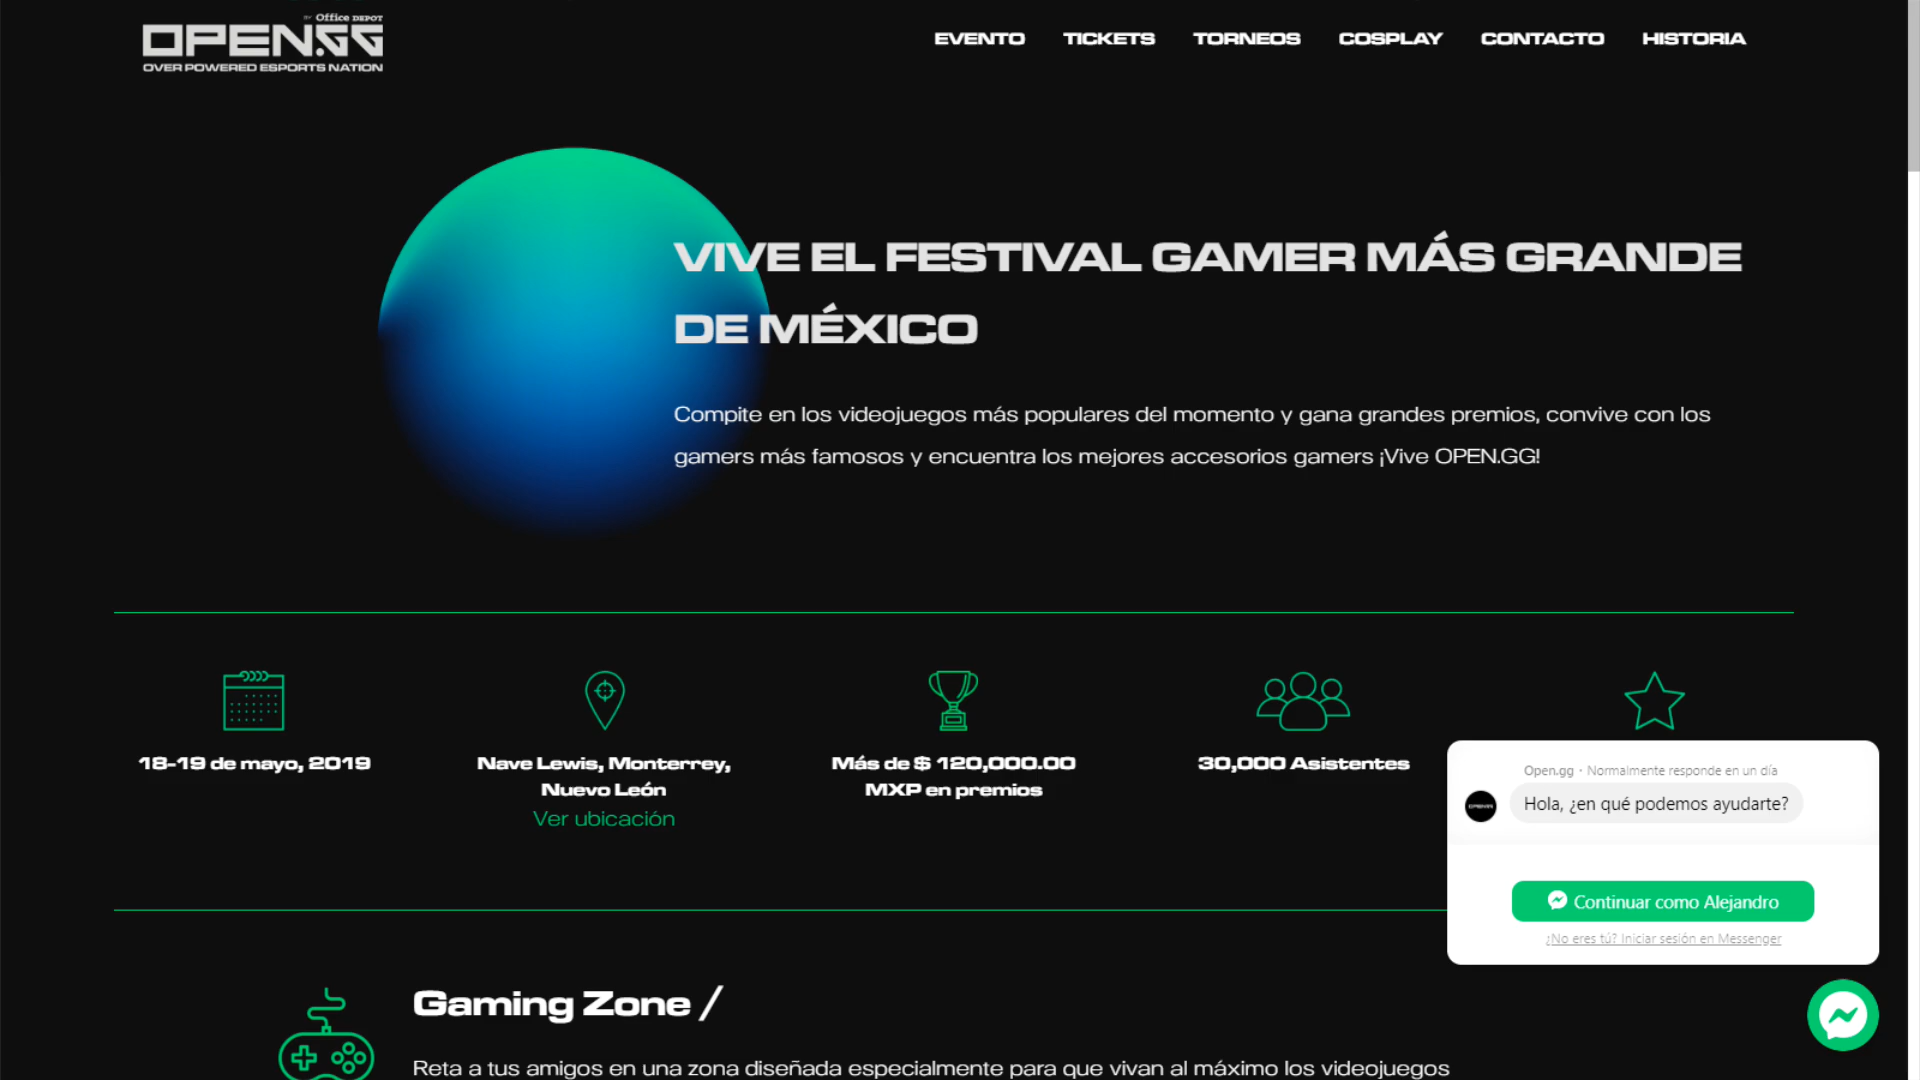 BY Office DEPOT
OPEN.GG
OVER POWERED ESPORTS NATION
EVENTO TICKETS TORNEOS COSPLAY CONTACTO HISTORIA
VIVE EL FESTIVAL GAMER MÁS GRANDE
DE MÉXICO
Compite en los videojuegos más populares del momento y gana grandes premios, convive con los
gamers más famosos y encuentra los mejores accesorios gamers ¡Vive OPEN.GG!
18-19 de mayo, 2019
Nave Lewis, Monterrey,
Nuevo León
Ver ubicación
Más de $ 120,000.00
MXP en premios
30,000 Asistentes
Open.gg · Normalmente responde en un día
Hola, ¿en qué podemos ayudarte?
Continuar como Alejandro
¿No eres tú? Iniciar sesión en Messenger
Gaming Zone /
Reta a tus amigos en una zona diseñada especialmente para que vivan al máximo los videojuegos